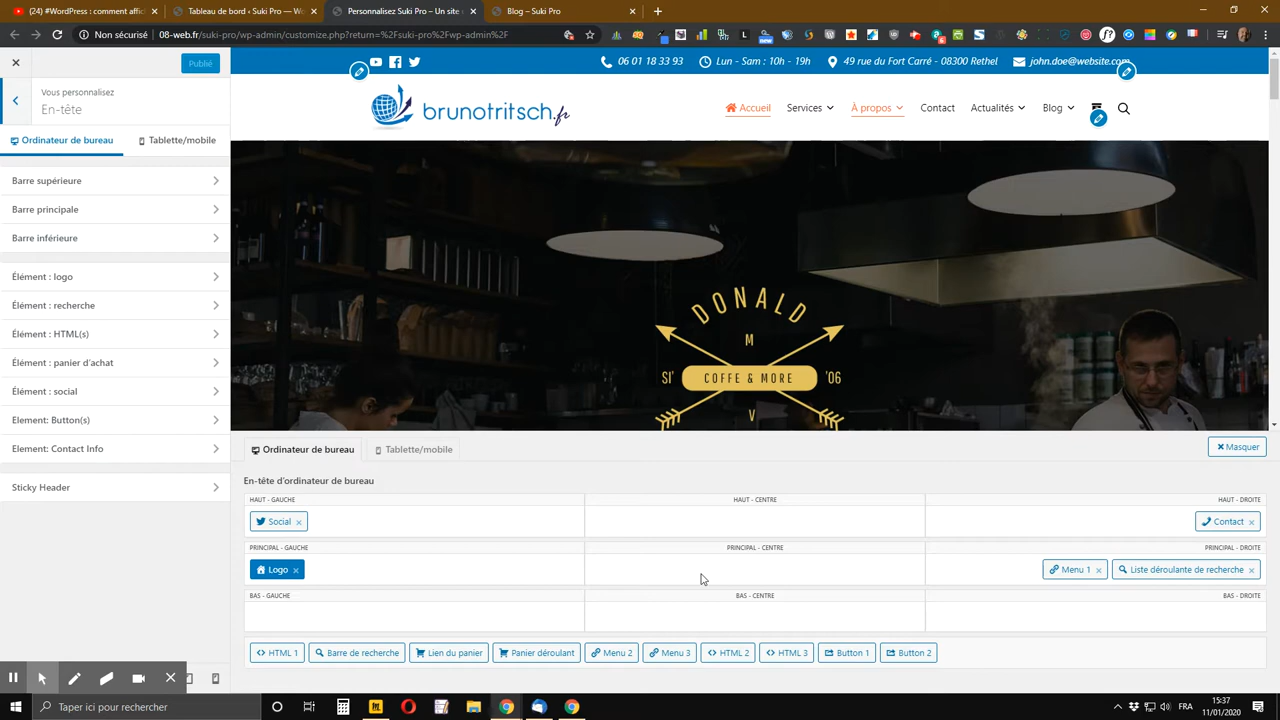 (24) #WordPress comment affic
Personnalisez Suki Pro – Un site
Blog – Suki Pro
Non sécurisé
08-web.fr/suki-pro/wp-admin/customize.php?return=%2Fsuki-pro%2Fwp-admin%2F
Publié
Vous personnalisez
En-tête
Ordinateur de bureau
Tablette/mobile
Barre supérieure
Barre principale
Barre inférieure
Élément : logo
Élément : recherche
Élément : HTML(s)
Élément : panier d'achat
Élément : social
Element: Button(s)
Element: Contact Info
Sticky Header
06 01 18 33 93
Lun - Sam : 10h - 19h
49 rue du Fort Carré - 08300 Rethel
john.doe@website.com
brunotritsch.fr
Accueil
Services
À propos
Contact
Actualités
Blog
DONALD
M
SI'
COFFE & MORE
'06
V
Ordinateur de bureau
Tablette/mobile
Masquer
En-tête d'ordinateur de bureau
HAUT - GAUCHE
HAUT - CENTRE
HAUT - DROITE
Social
Contact
PRINCIPAL - GAUCHE
PRINCIPAL - CENTRE
PRINCIPAL - DROITE
Logo
Menu 1
Liste déroulante de recherche
BAS - GAUCHE
BAS - CENTRE
BAS - DROITE
HTML 1
Barre de recherche
Lien du panier
Panier déroulant
Menu 2
Menu 3
HTML 2
HTML 3
Button 1
Button 2
Taper ici pour rechercher
FRA
15:37
11/01/2020